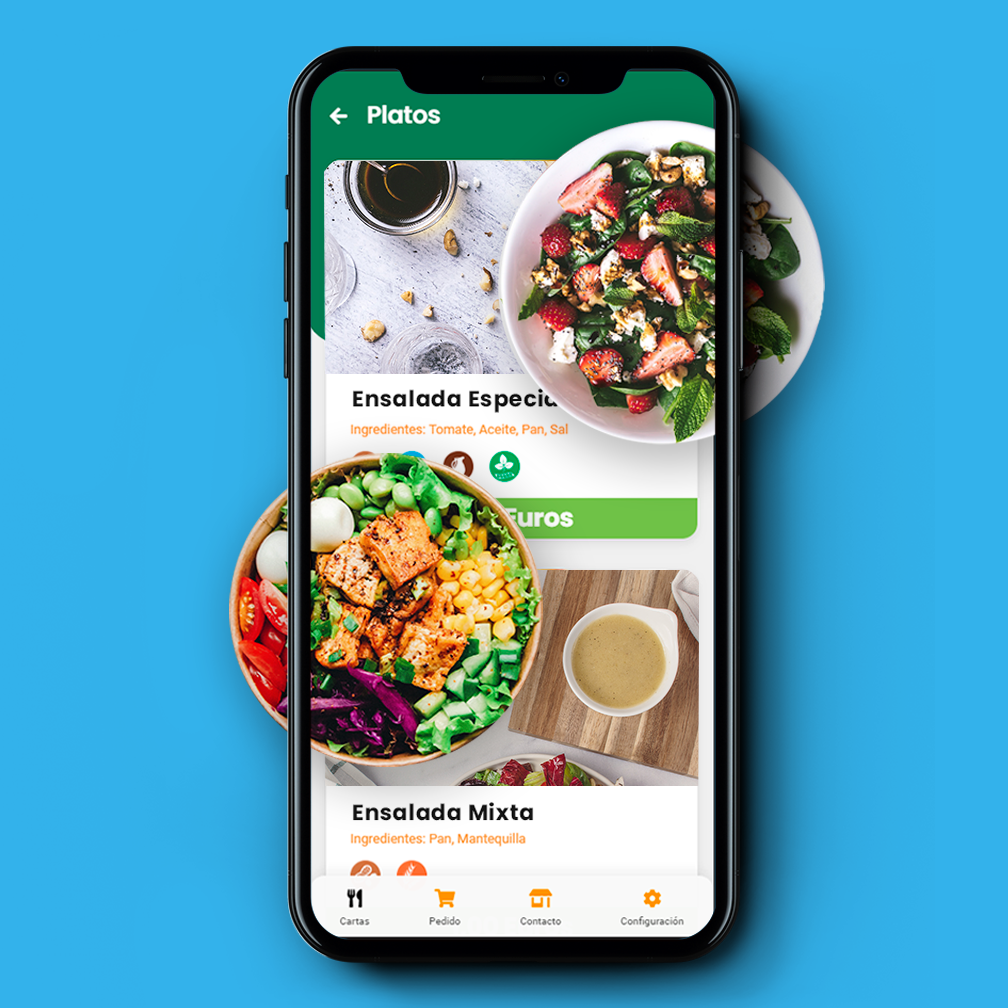 Platos
Ensalada Especia
Ingredientes: Tomate, Aceite, Pan, Sal
Euros
Ensalada Mixta
Ingredientes: Pan, Mantequilla
Cartas
Pedido
Contacto
Configuración